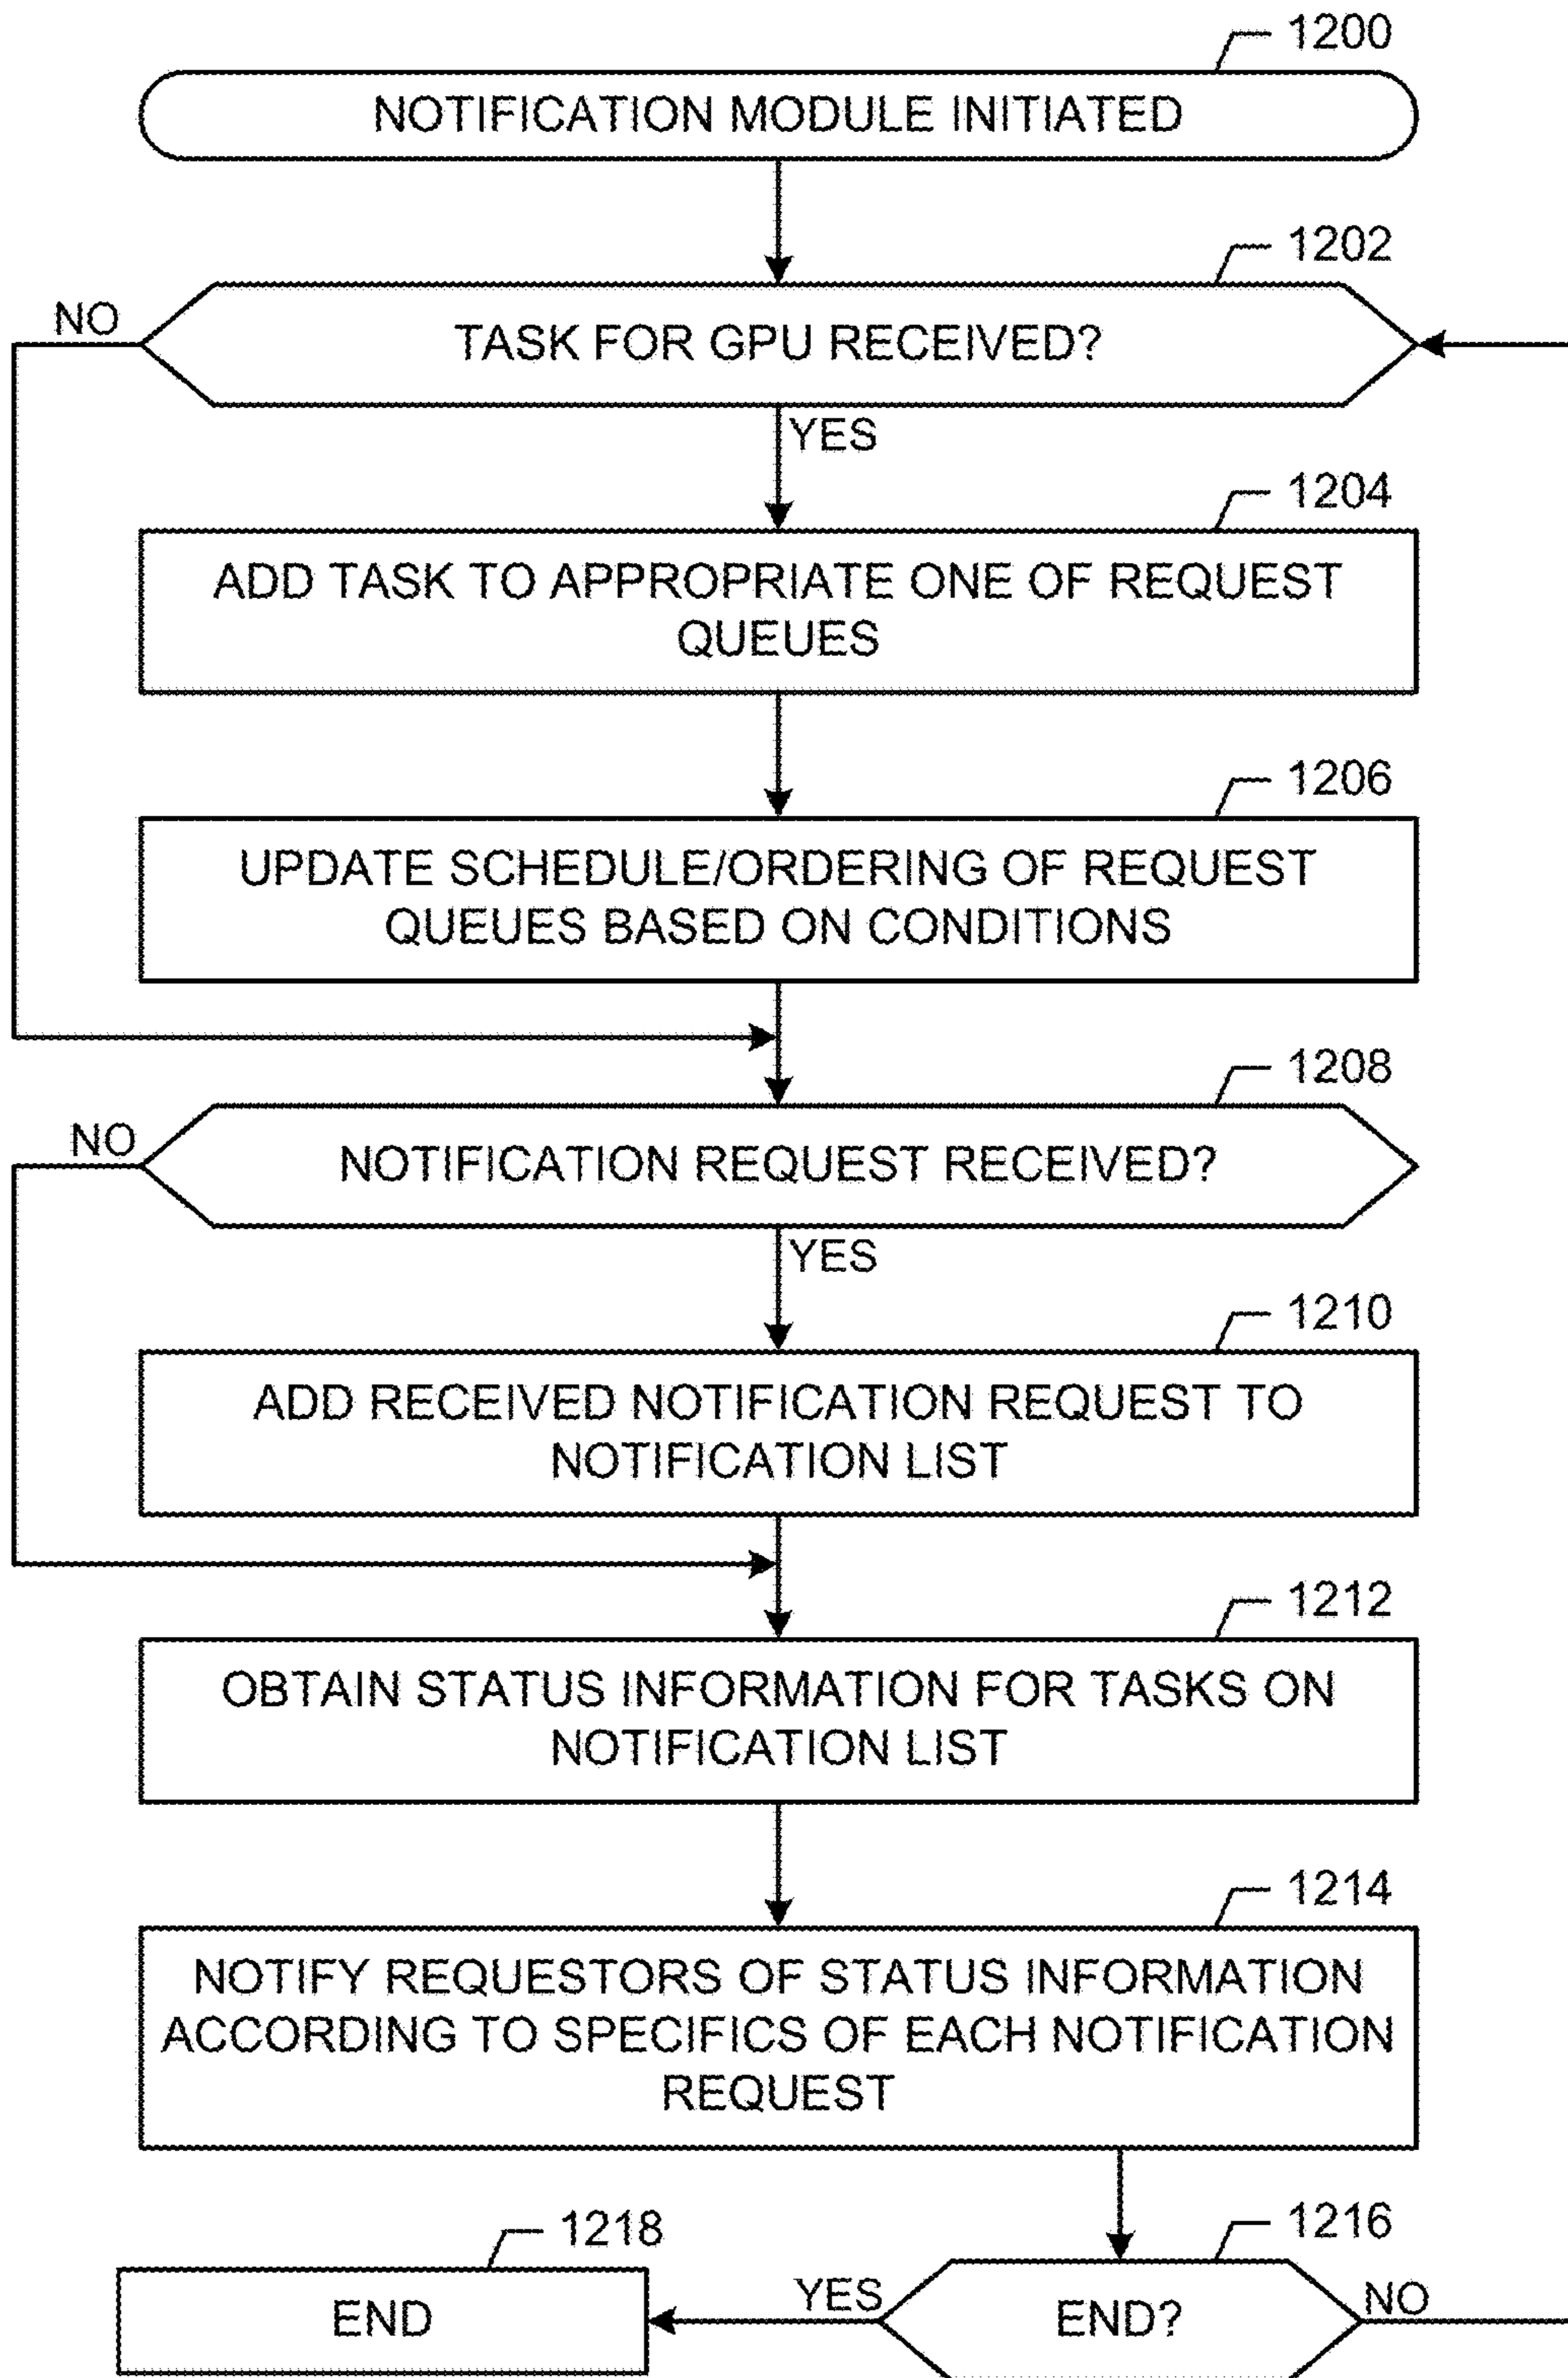 1200
NOTIFICATION MODULE INITIATED
1202
NO
TASK FOR GPU RECEIVED?
YES
1204
ADD TASK TO APPROPRIATE ONE OF REQUEST
QUEUES
1206
UPDATE SCHEDULE/ORDERING OF REQUEST
QUEUES BASED ON CONDITIONS
1208
NO
NOTIFICATION REQUEST RECEIVED?
YES
1210
ADD RECEIVED NOTIFICATION REQUEST TO
NOTIFICATION LIST
1212
OBTAIN STATUS INFORMATION FOR TASKS ON
NOTIFICATION LIST
1214
NOTIFY REQUESTORS OF STATUS INFORMATION
ACCORDING TO SPECIFICS OF EACH NOTIFICATION
REQUEST
1218
1216
END
YES
END?
NO